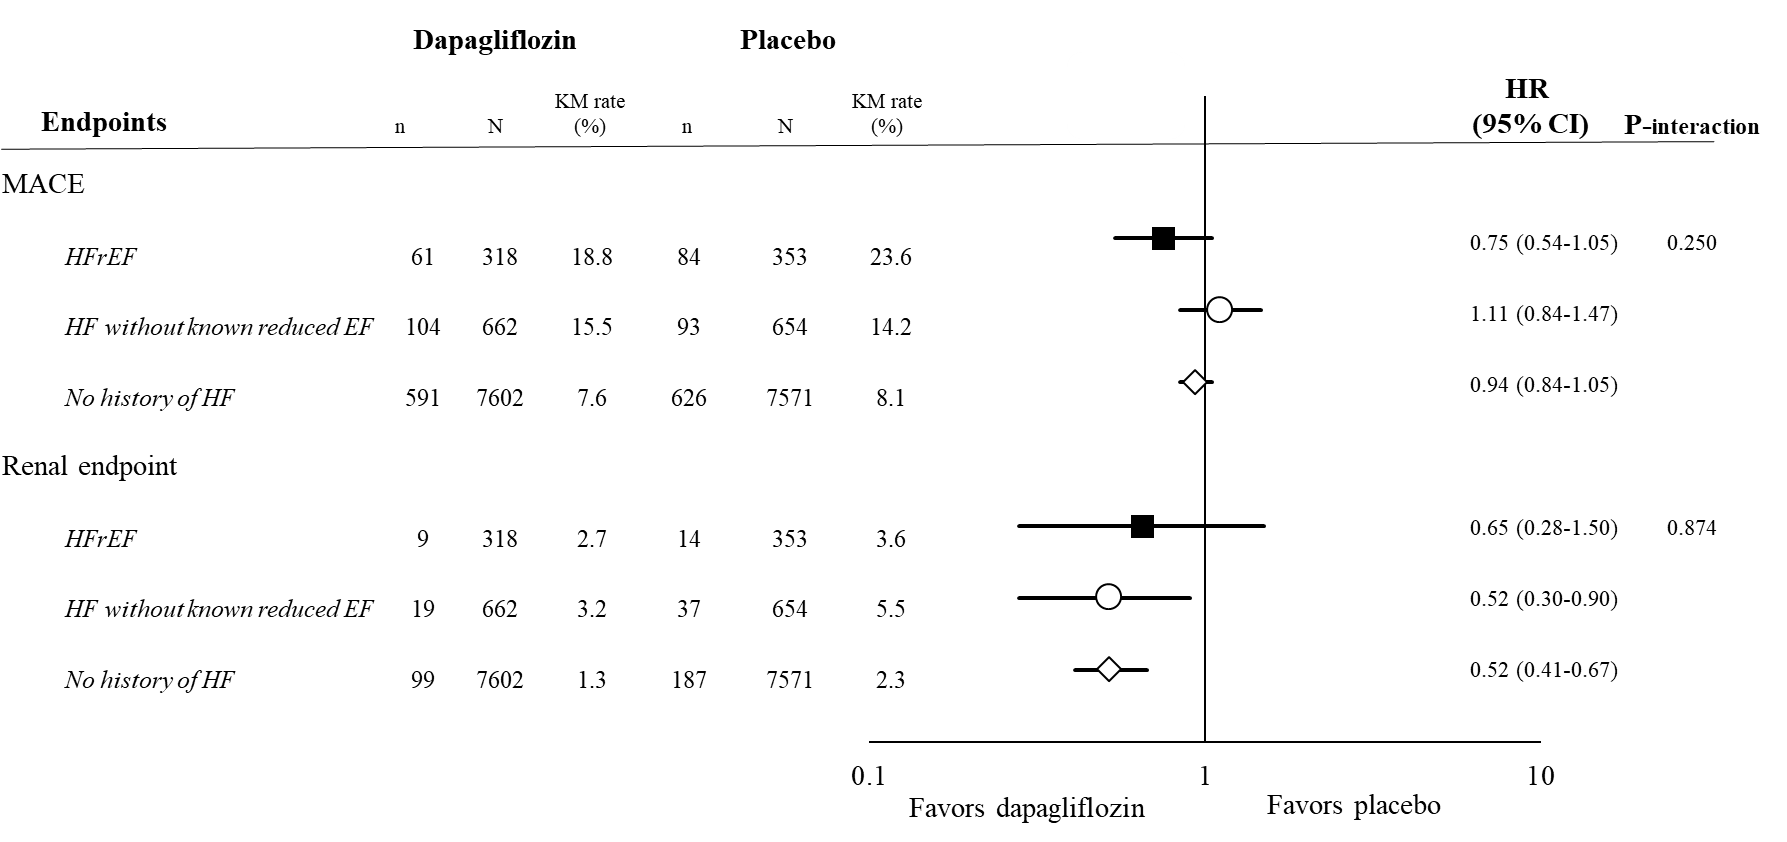 Dapagliflozin Placebo
Endpoints n N KM rate (%) n N KM rate (%) HR (95% CI) P-interaction
MACE
HFrEF 61 318 18.8 84 353 23.6 0.75 (0.54-1.05) 0.250
HF without known reduced EF 104 662 15.5 93 654 14.2 1.11 (0.84-1.47)
No history of HF 591 7602 7.6 626 7571 8.1 0.94 (0.84-1.05)
Renal endpoint
HFrEF 9 318 2.7 14 353 3.6 0.65 (0.28-1.50) 0.874
HF without known reduced EF 19 662 3.2 37 654 5.5 0.52 (0.30-0.90)
No history of HF 99 7602 1.3 187 7571 2.3 0.52 (0.41-0.67)
0.1 1 10
Favors dapagliflozin Favors placebo